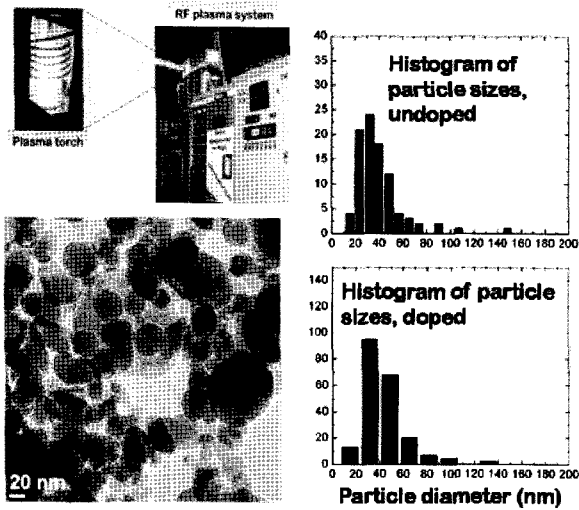 RF plasma system
Plasma torch
20 nm
40
35
30
25
20
15
10
5
0
Histogram of
particle sizes,
undoped
0 20 40 60 80 100 120 140 160 180 200
140
120
100
80
60
40
20
0
Histogram of particle
sizes, doped
0 20 40 60 80 100 120 140 160 180 200
Particle diameter (nm)